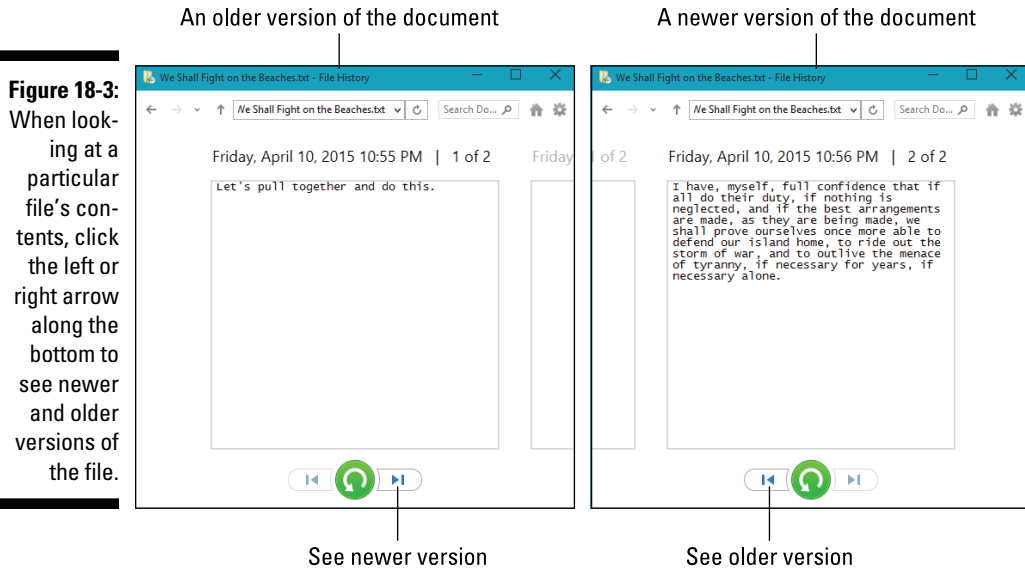 An older version of the document
A newer version of the document
Figure 18-3:
When look-
ing at a
particular
file's con-
tents, click
the left or
right arrow
along the
bottom to
see newer
and older
versions of
the file.
We Shall Fight on the Beaches.txt - File History
We Shall Fight on the Beaches.txt
Search Do...
Friday, April 10, 2015 10:55 PM | 1 of 2
Friday
Let's pull together and do this.
We Shall Fight on the Beaches.txt - File History
We Shall Fight on the Beaches.txt
Search Do...
of 2
Friday, April 10, 2015 10:56 PM | 2 of 2
I have, myself, full confidence that if
all do their duty, if nothing is
neglected, and if the best arrangements
are made, as they are being made, we
shall prove ourselves once more able to
defend our island home, to ride out the
storm of war, and to outlive the menace
of tyranny, if necessary for years, if
necessary alone.
See newer version
See older version